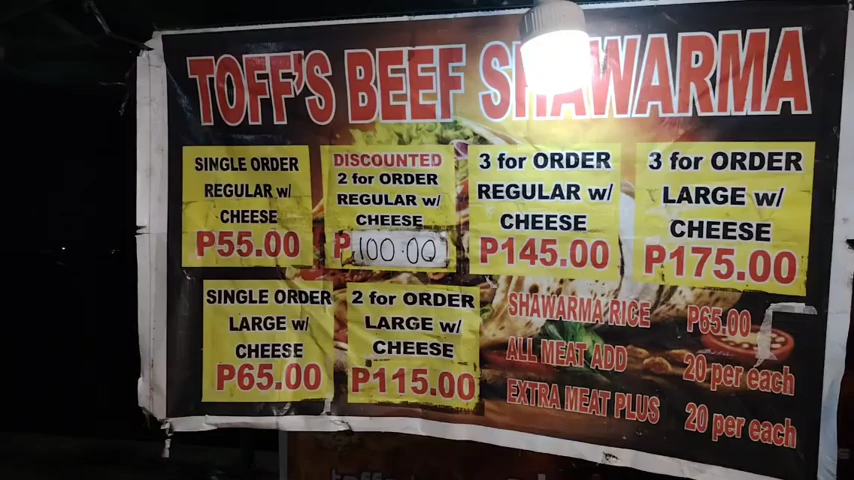 TOFF'S BEEF SHAWARMA
SINGLE ORDER
REGULAR w/
CHEESE
P55.00
DISCOUNTED
2 for ORDER
REGULAR w/
CHEESE
P100.00
3 for ORDER
REGULAR w/
CHEESE
P145.00
3 for ORDER
LARGE w/
CHEESE
P175.00
SINGLE ORDER
LARGE w/
CHEESE
P65.00
2 for ORDER
LARGE w/
CHEESE
P115.00
SHAWARMA RICE P65.00
ALL MEAT ADD 20 per each
EXTRA MEAT PLUS 20 per each